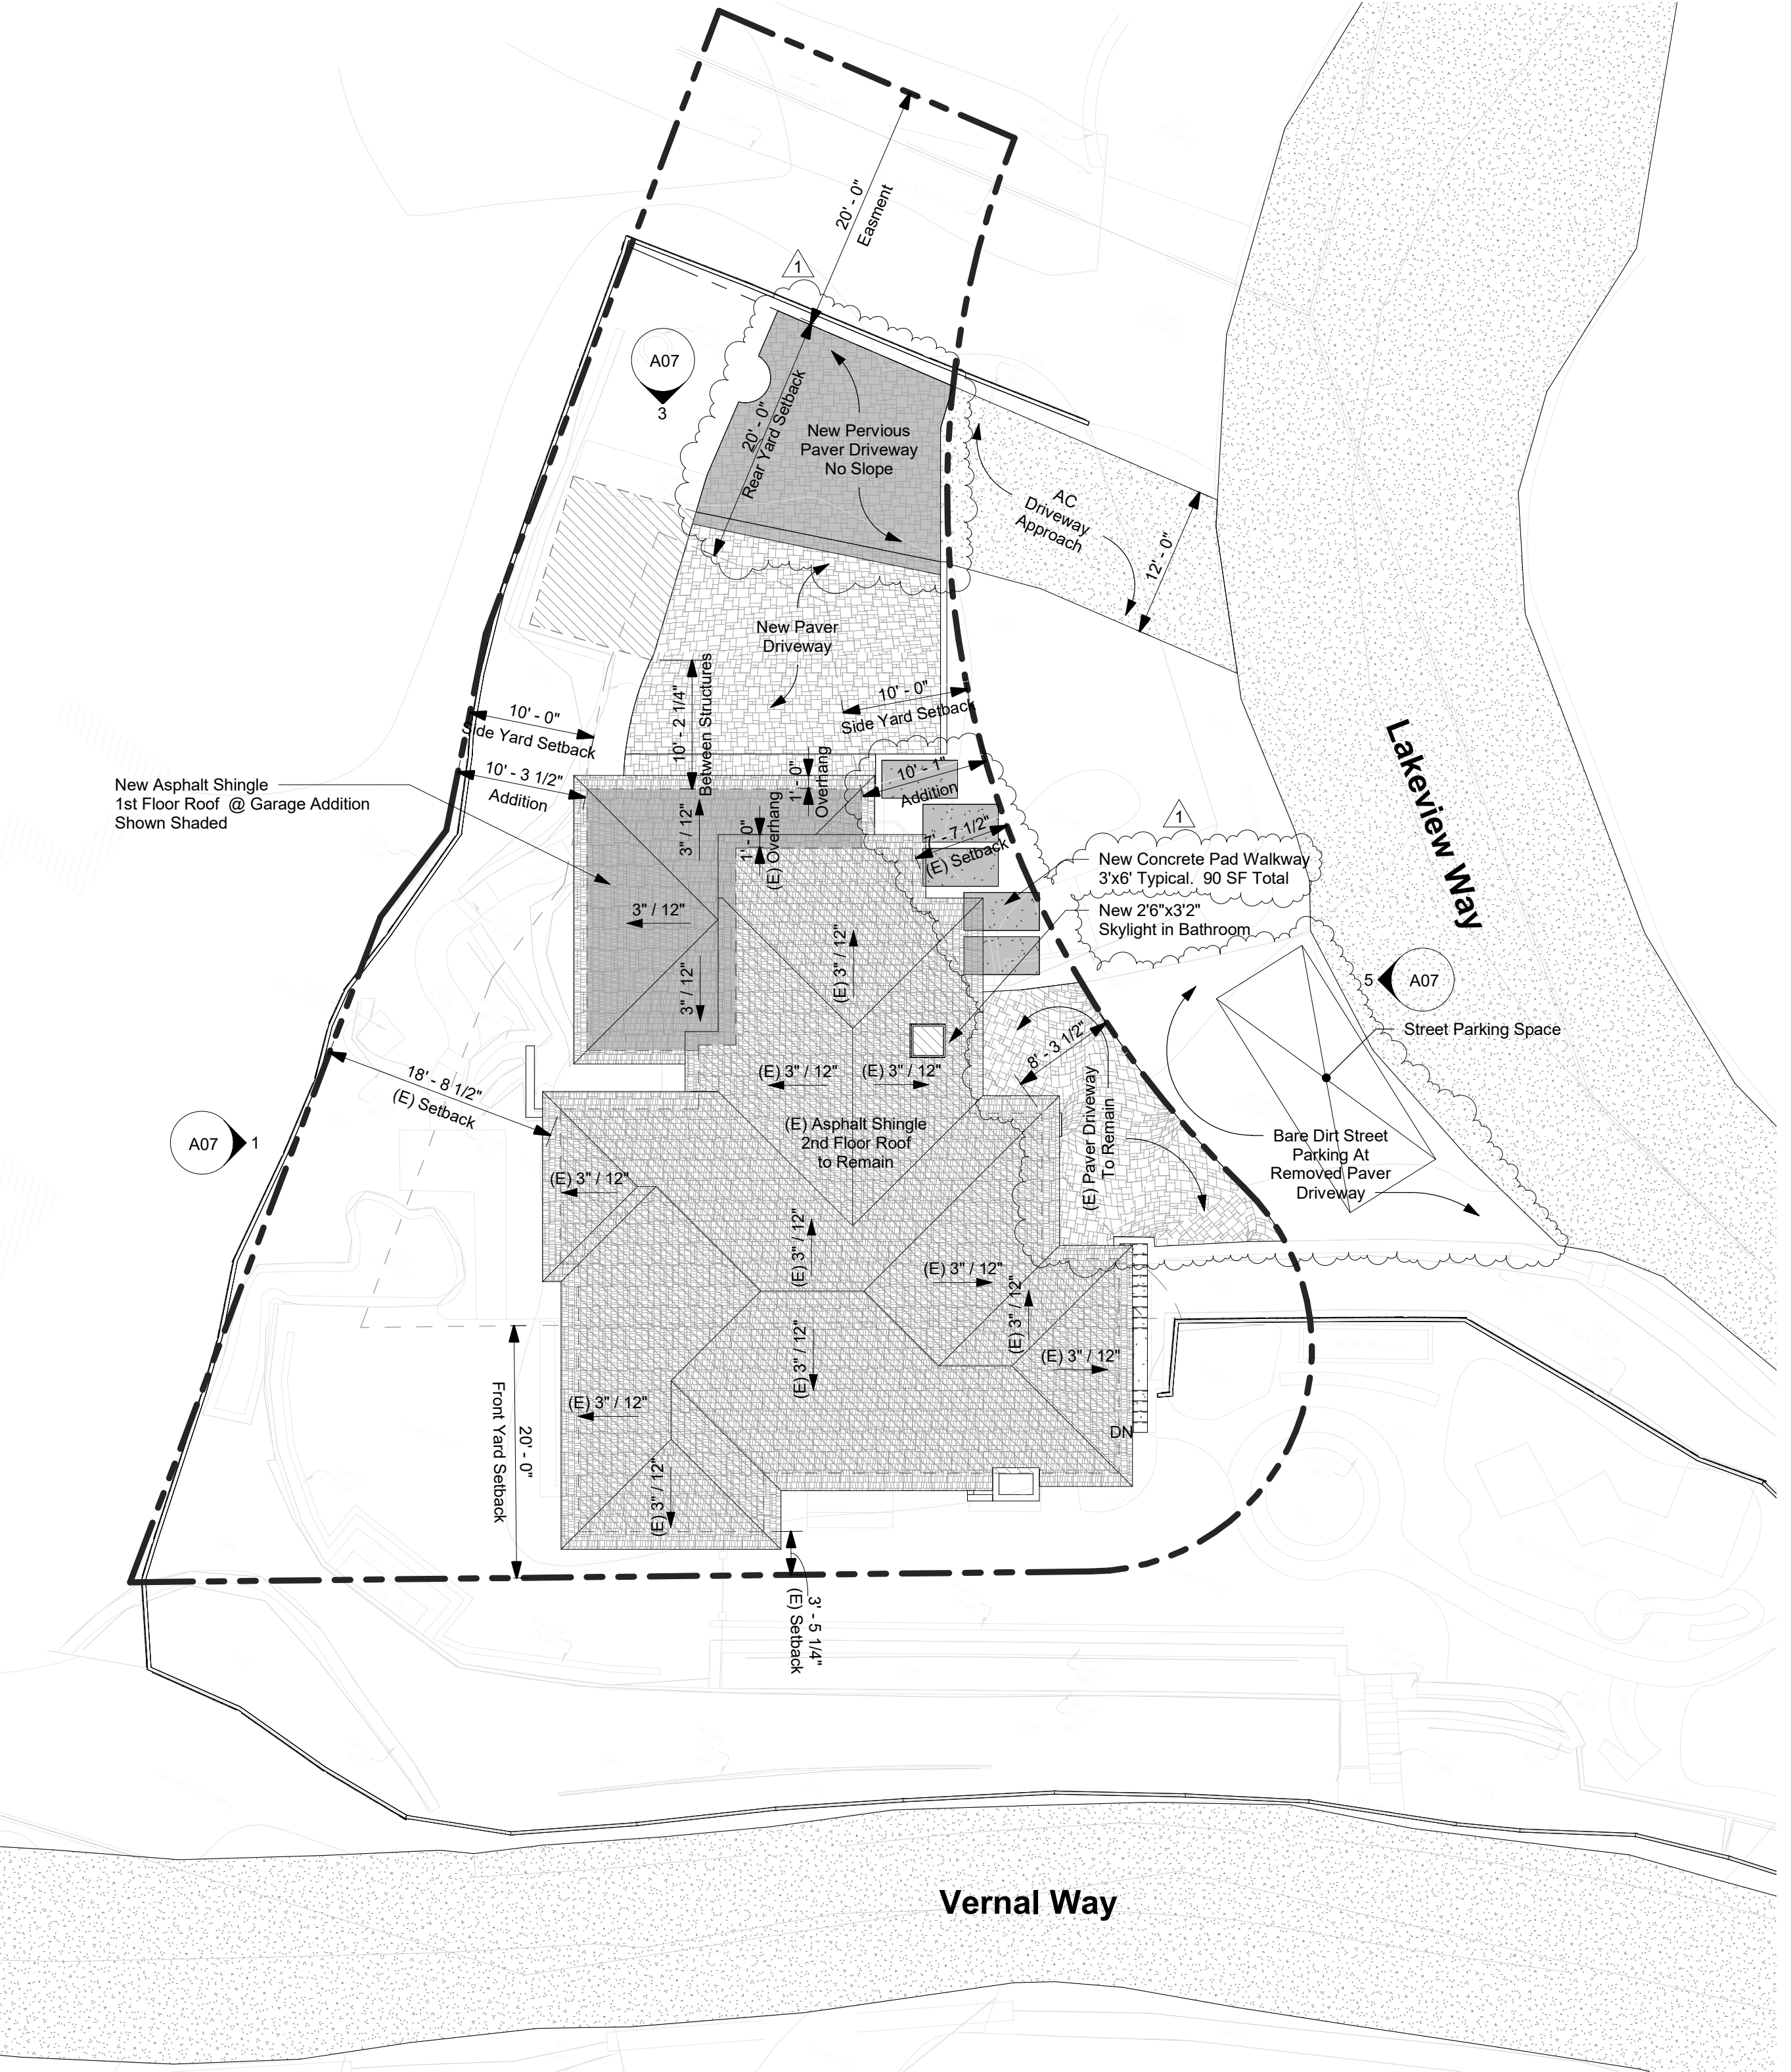 20' - 0"
Easment
1
A07
3
20' - 0"
Rear Yard Setback
New Pervious
Paver Driveway
No Slope
AC
Driveway
Approach
12' - 0"
New Paver
Driveway
10' - 2 1/4"
Between Structures
10' - 0"
Side Yard Setback
10' - 0"
Side Yard Setback
Lakeview Way
10' - 3 1/2"
Addition
New Asphalt Shingle
1st Floor Roof @ Garage Addition
Shown Shaded
1' - 0"
Overhang
10' - 1"
Addition
1' - 0"
(E) Overhang
3" / 12"
7' - 7 1/2"
(E) Setback
1
New Concrete Pad Walkway
3'x6' Typical. 90 SF Total
New 2'6"x3'2"
Skylight in Bathroom
3" / 12"
(E) 3" / 12"
3" / 12"
5
A07
Street Parking Space
8' - 3 1/2"
(E) 3" / 12"
(E) 3" / 12"
18' - 8 1/2"
(E) Setback
A07
1
(E) Asphalt Shingle
2nd Floor Roof
to Remain
(E) Paver Driveway
To Remain
Bare Dirt Street
Parking At
Removed Paver
Driveway
(E) 3" / 12"
(E) 3" / 12"
(E) 3" / 12"
(E) 3" / 12"
(E) 3" / 12"
(E) 3" / 12"
(E) 3" / 12"
20' - 0"
Front Yard Setback
DN
(E) 3" / 12"
3' - 5 1/4"
(E) Setback
Vernal Way